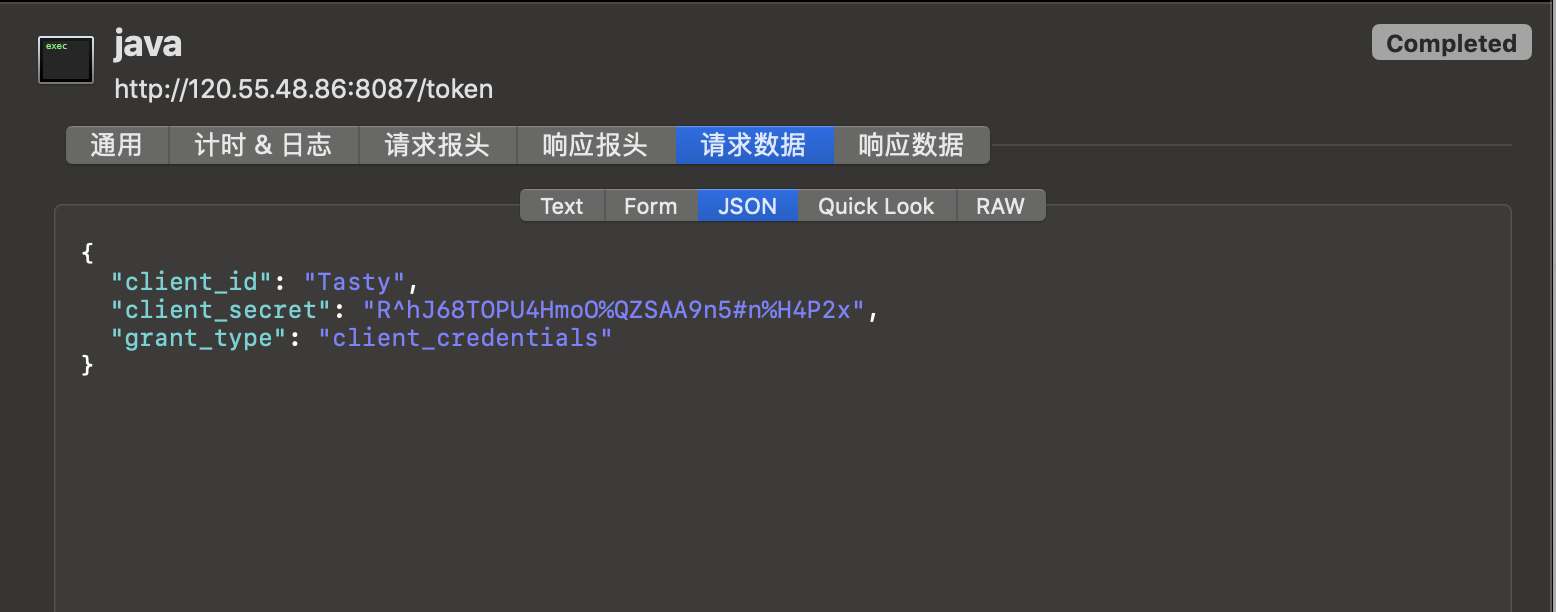 exec
java
Completed
http://120.55.48.86:8087/token
通用 计时 & 日志 请求报头 响应报头 请求数据 响应数据
Text Form JSON Quick Look RAW
{
"client_id": "Tasty",
"client_secret": "R^hJ68TOPU4HmoO%QZSAA9n5#n%H4P2x",
"grant_type": "client_credentials"
}